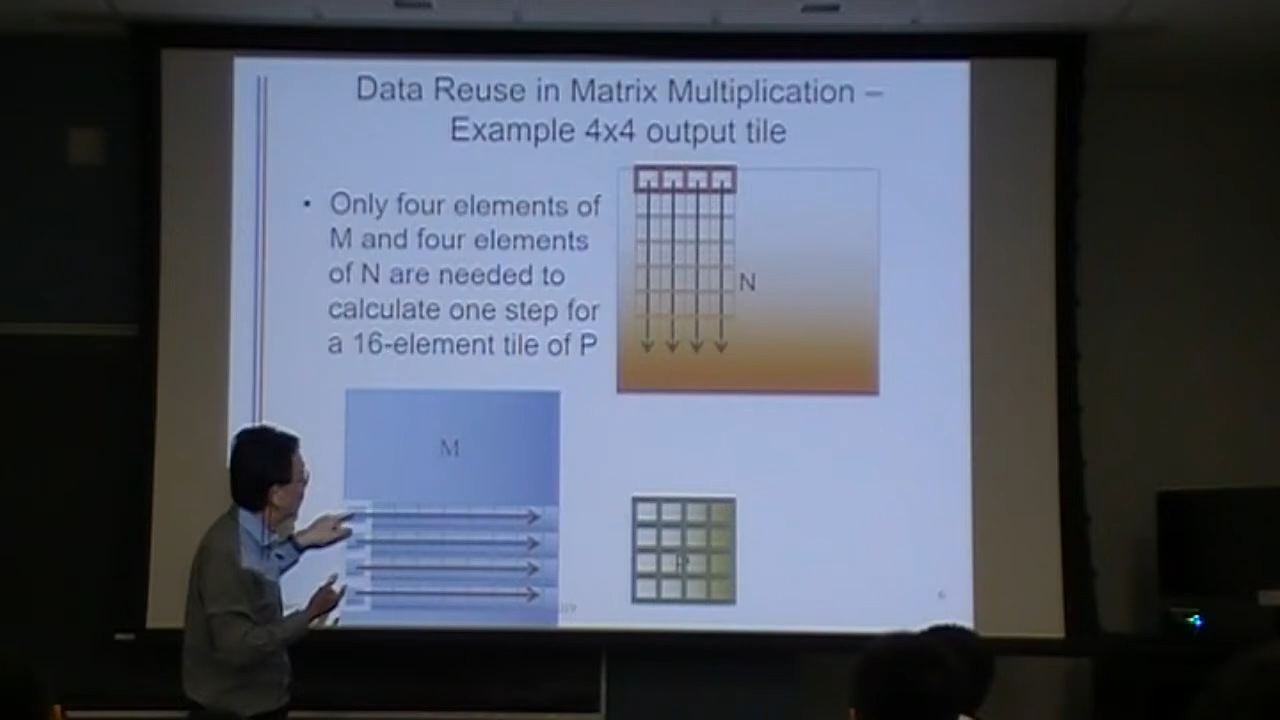 Data Reuse in Matrix Multiplication –
Example 4x4 output tile
• Only four elements of
M and four elements
of N are needed to
calculate one step for
a 16-element tile of P
N
M
P
6